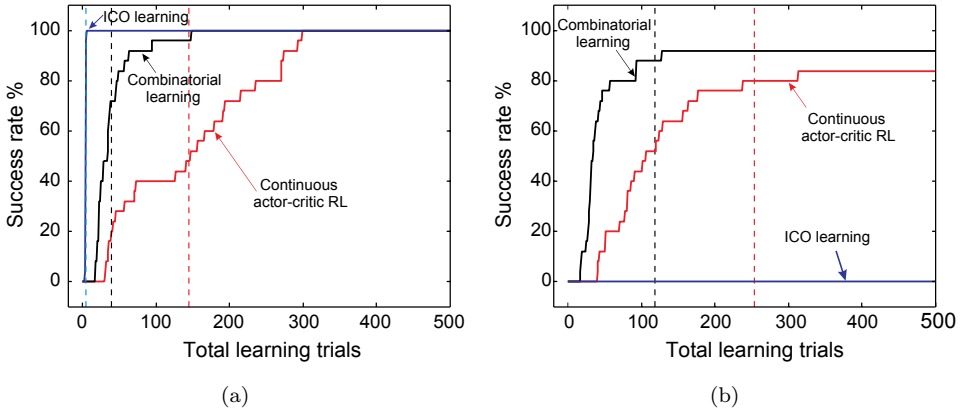 100
80
60
40
20
0
Success rate %
ICO learning
Combinatorial
learning
Continuous
actor-critic RL
0 100 200 300 400 500
Total learning trials
(a)
100
80
60
40
20
0
Success rate %
Combinatorial
learning
Continuous
actor-critic RL
ICO learning
0 100 200 300 400 500
Total learning trials
(b)